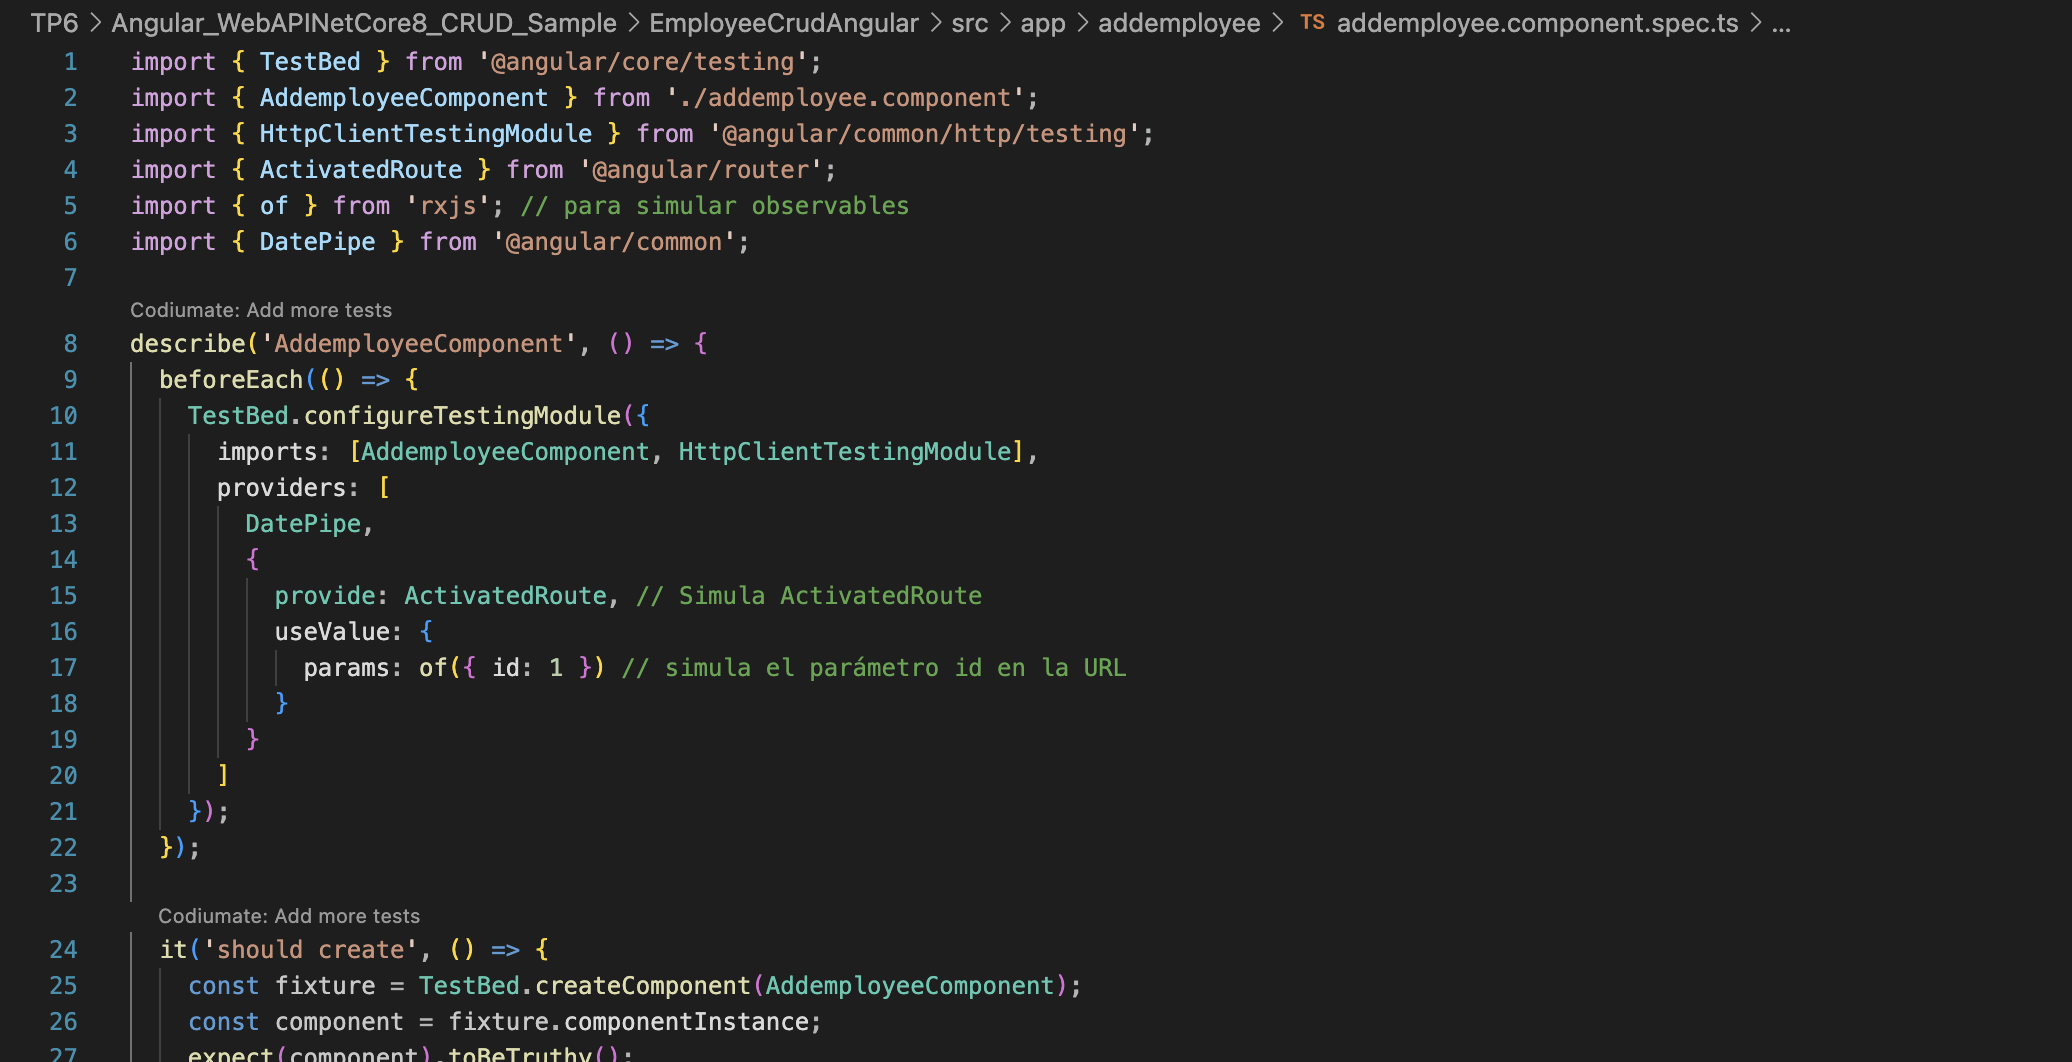 TP6 > Angular_WebAPINetCore8_CRUD_Sample > EmployeeCrudAngular > src > app > addemployee > TS addemployee.component.spec.ts > ...
1 import { TestBed } from '@angular/core/testing';
2 import { AddemployeeComponent } from './addemployee.component';
3 import { HttpClientTestingModule } from '@angular/common/http/testing';
4 import { ActivatedRoute } from '@angular/router';
5 import { of } from 'rxjs'; // para simular observables
6 import { DatePipe } from '@angular/common';
7
Codiumate: Add more tests
8 describe('AddemployeeComponent', () => {
9 beforeEach(() => {
10 TestBed.configureTestingModule({
11 imports: [AddemployeeComponent, HttpClientTestingModule],
12 providers: [
13 DatePipe,
14 {
15 provide: ActivatedRoute, // Simula ActivatedRoute
16 useValue: {
17 params: of({ id: 1 }) // simula el parámetro id en la URL
18 }
19 }
20 ]
21 });
22 });
23
Codiumate: Add more tests
24 it('should create', () => {
25 const fixture = TestBed.createComponent(AddemployeeComponent);
26 const component = fixture.componentInstance;
27 expect(component).toBeTruthy();